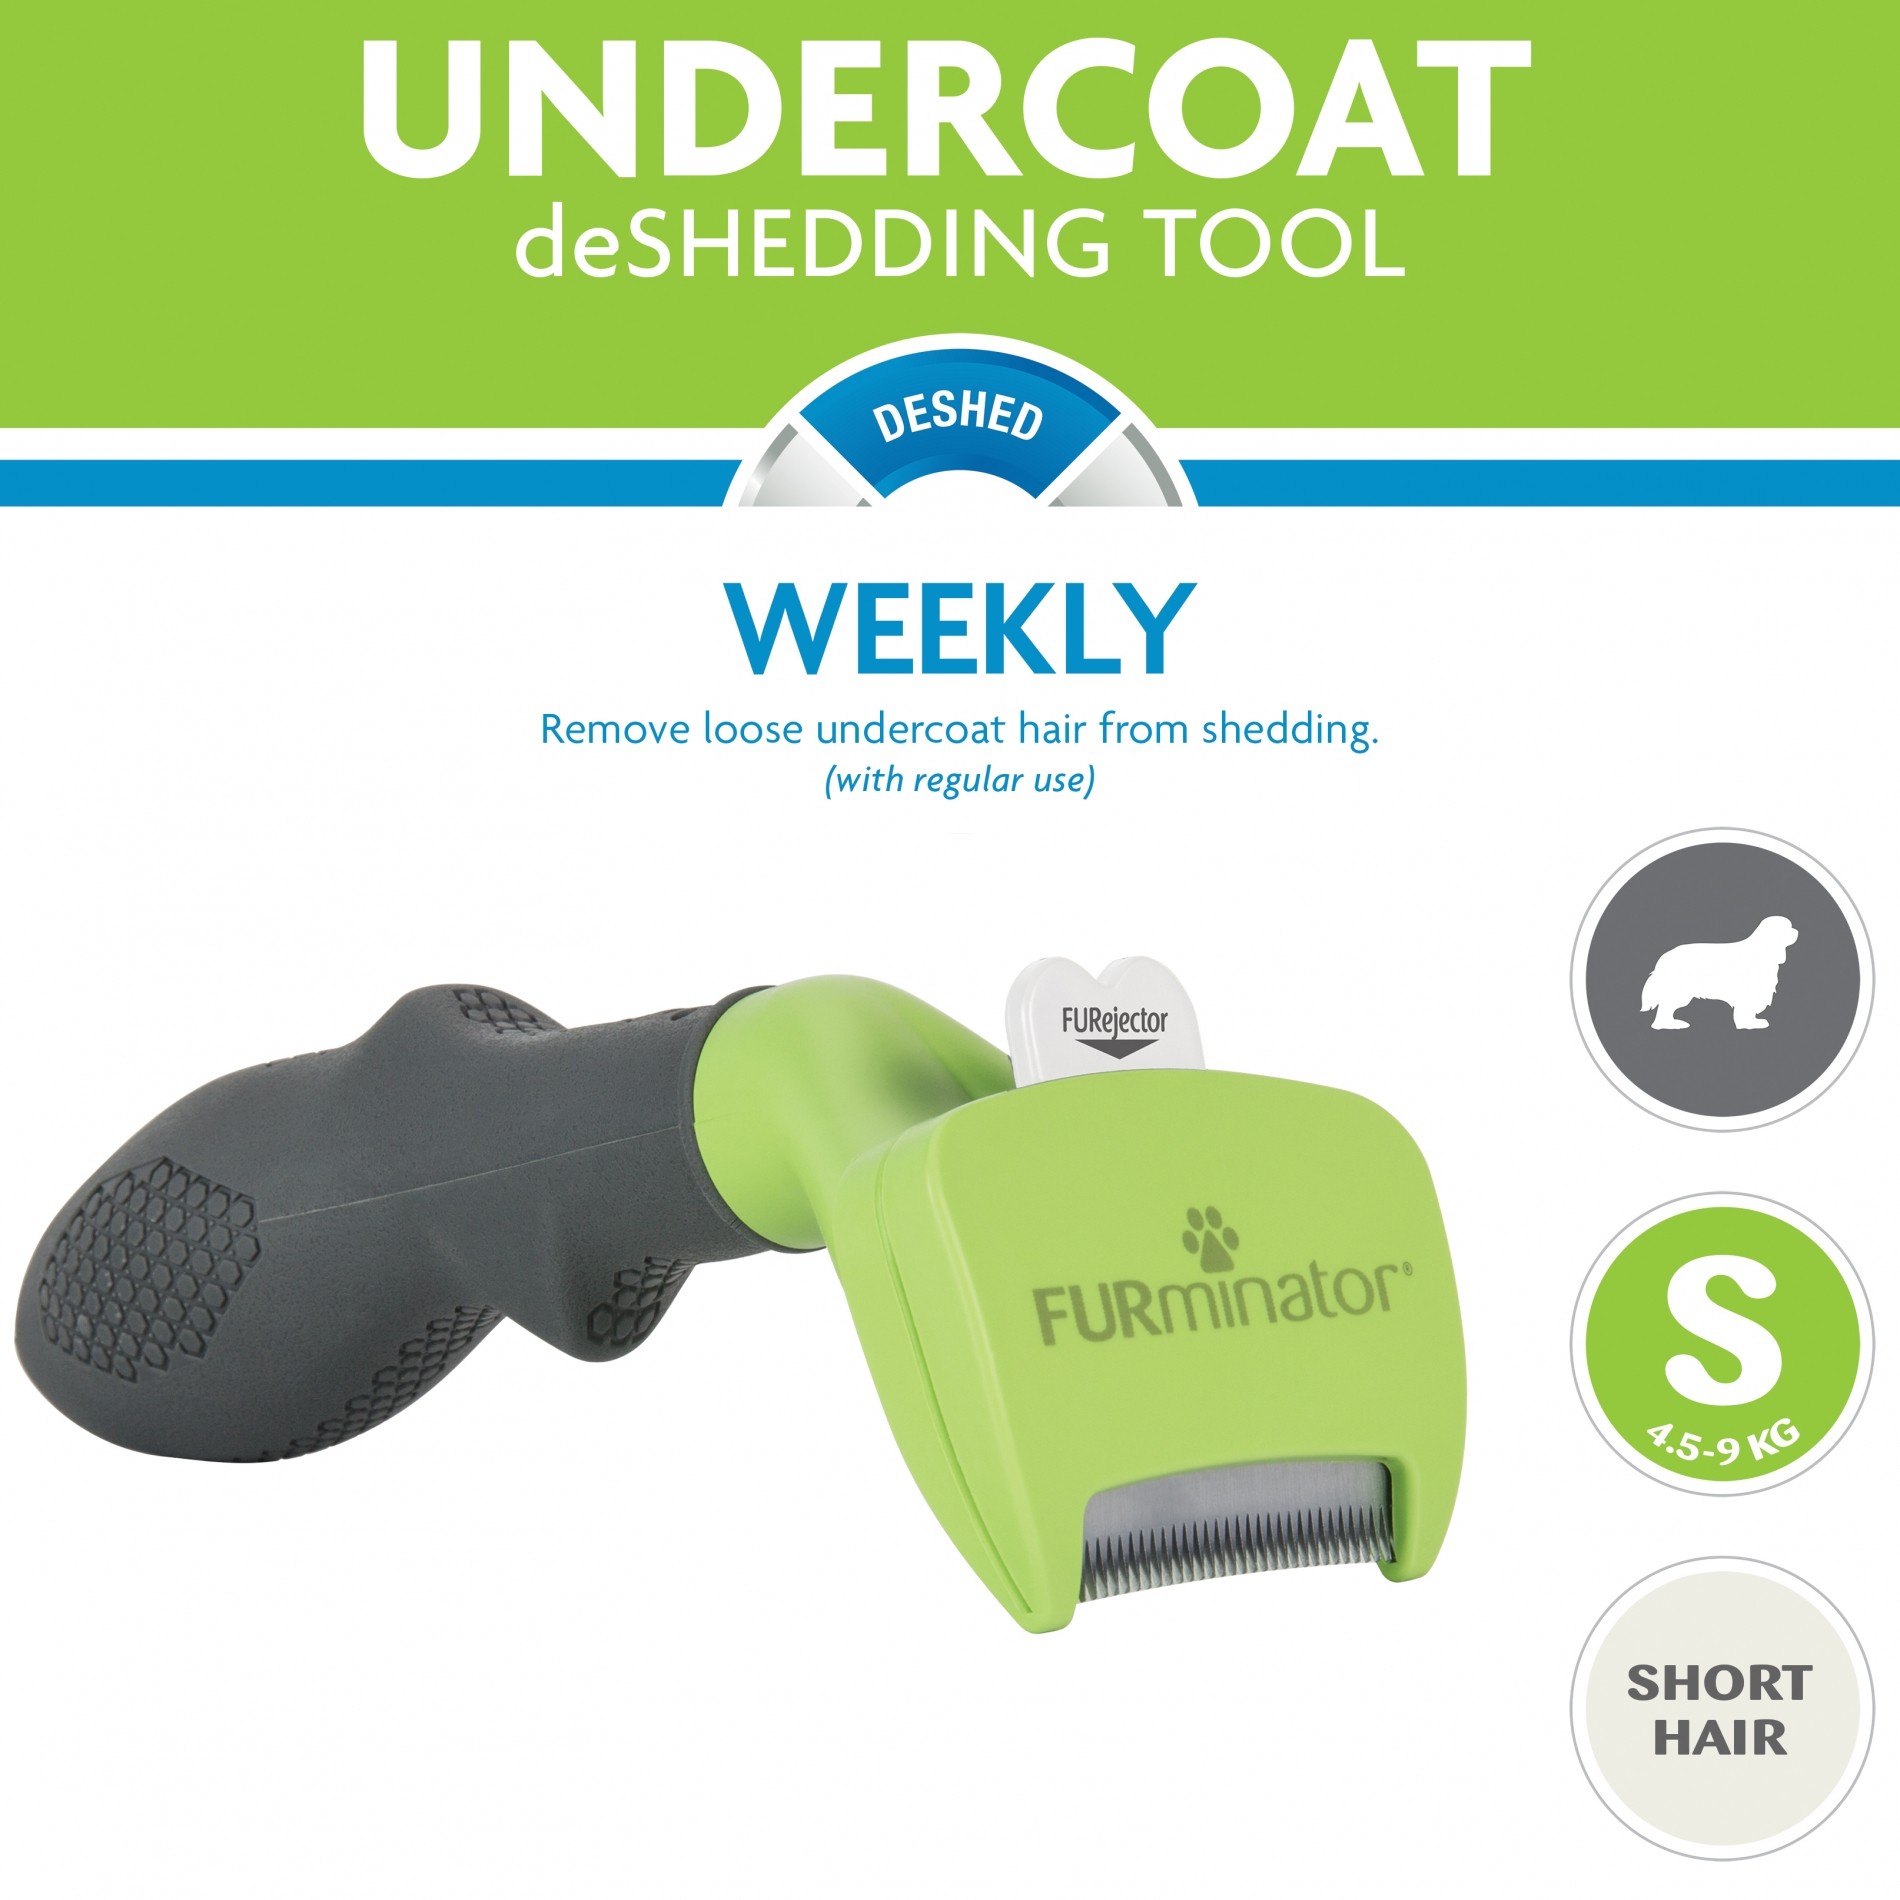 UNDERCOAT
deSHEDDING TOOL
DESHED
WEEKLY
Remove loose undercoat hair from shedding.
(with regular use)
FURejector
FURminator®
S
4.5-9 KG
SHORT
HAIR